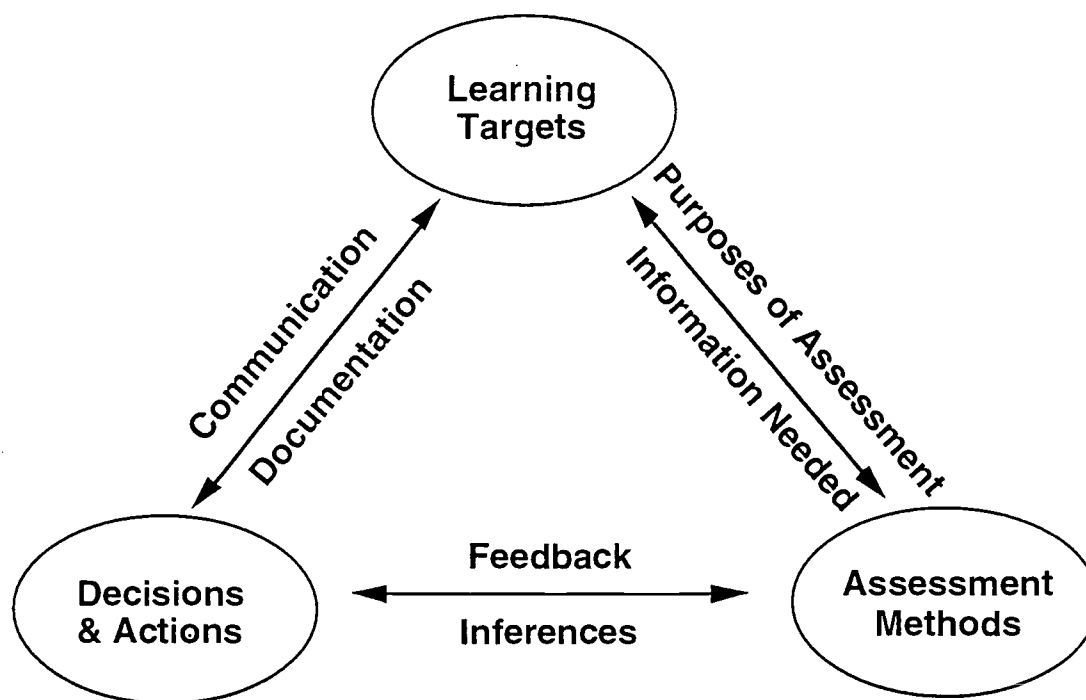 Learning
Targets
Communication
Documentation
Purposes of Assessment
Information Needed
Decisions
& Actions
Feedback
Inferences
Assessment
Methods